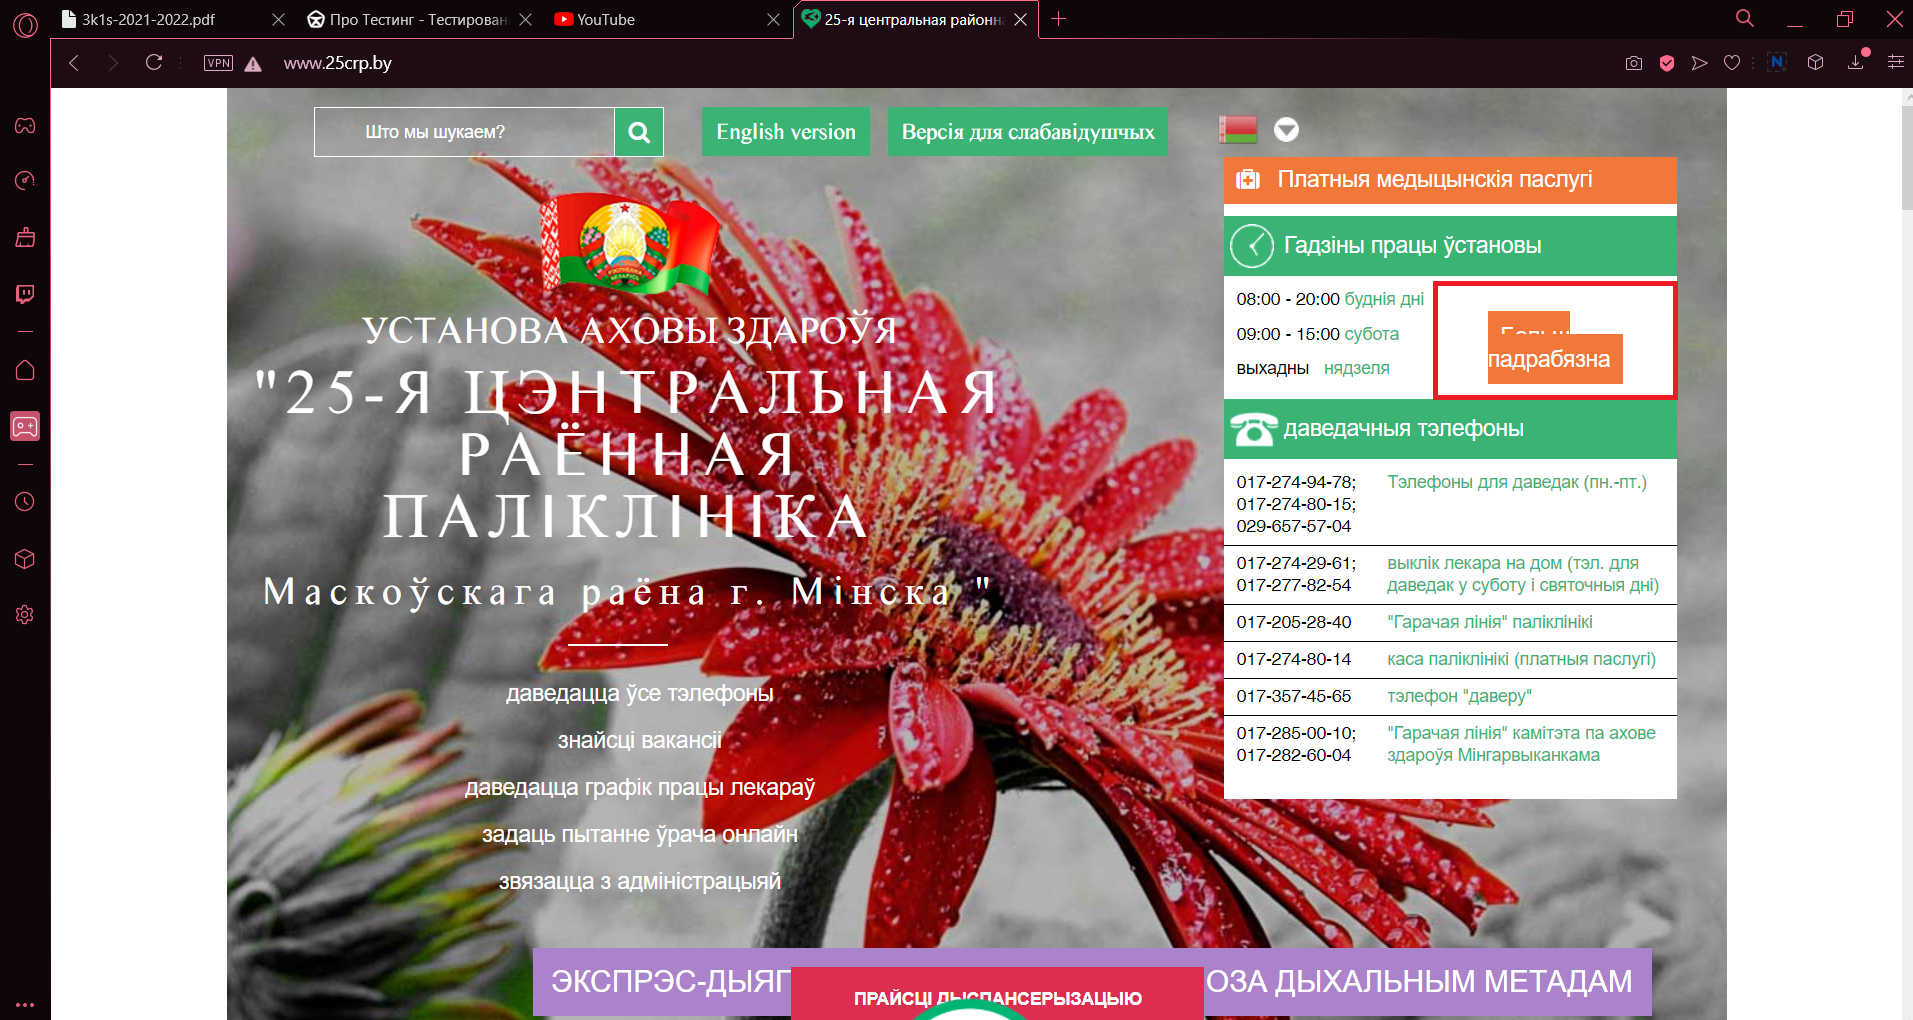 3k1s-2021-2022.pdf
Про Тестинг - Тестирован
YouTube
25-я центральная районна
VPN
www.25crp.by
Што мы шукаем?
English version
Версія для слабавідушчых
УСТАНОВА АХОВЫ ЗДАРОЎЯ
"25-Я ЦЭНТРАЛЬНАЯ
РАЁННАЯ
ПАЛІКЛІНІКА
Маскоўскага раёна г. Мінска "
даведацца ўсе тэлефоны
знайсці вакансіі
даведацца графік працы лекараў
задаць пытанне ўрача онлайн
звязацца з адміністрацыяй
Платныя медыцынскія паслугі
Гадзіны працы ўстановы
08:00 - 20:00 буднія дні
09:00 - 15:00 субота
выхадны нядзеля
Больш
падрабязна
даведачныя тэлефоны
017-274-94-78; Тэлефоны для даведак (пн.-пт.)
017-274-80-15;
029-657-57-04
017-274-29-61; выклік лекара на дом (тэл. для
017-277-82-54 даведак у суботу і святочныя дні)
017-205-28-40 "Гарачая лінія" паліклінікі
017-274-80-14 каса паліклінікі (платныя паслугі)
017-357-45-65 тэлефон "даверу"
017-285-00-10; "Гарачая лінія" камітэта па ахове
017-282-60-04 здароўя Мінгарвыканкама
ЭКСПРЭС-ДЫЯГ
ОЗА ДЫХАЛЬНЫМ МЕТАДАМ
ПРАЙСЦІ ДЫСПАНСЕРЫЗАЦЫЮ